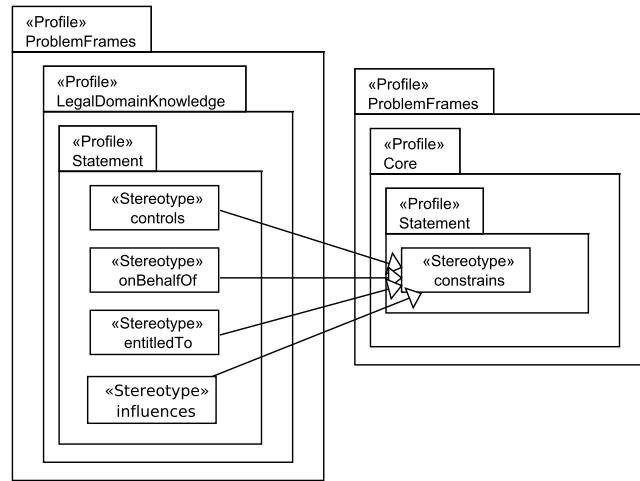 «Profile»
ProblemFrames
«Profile»
LegalDomainKnowledge
«Profile»
Statement
«Stereotype»
controls
«Stereotype»
onBehalfOf
«Stereotype»
entitledTo
«Stereotype»
influences
«Profile»
ProblemFrames
«Profile»
Core
«Profile»
Statement
«Stereotype»
constrains